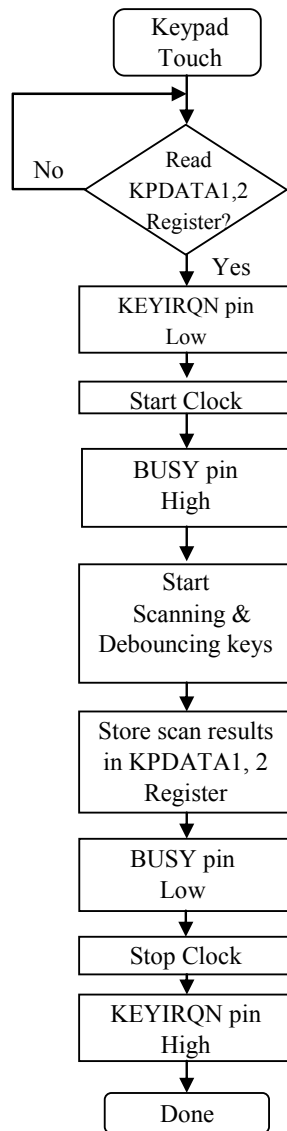 Keypad
Touch
No
Read
KPDATA1,2
Register?
Yes
KEYIRQN pin
Low
Start Clock
BUSY pin
High
Start
Scanning &
Debouncing keys
Store scan results
in KPDATA1, 2
Register
BUSY pin
Low
Stop Clock
KEYIRQN pin
High
Done